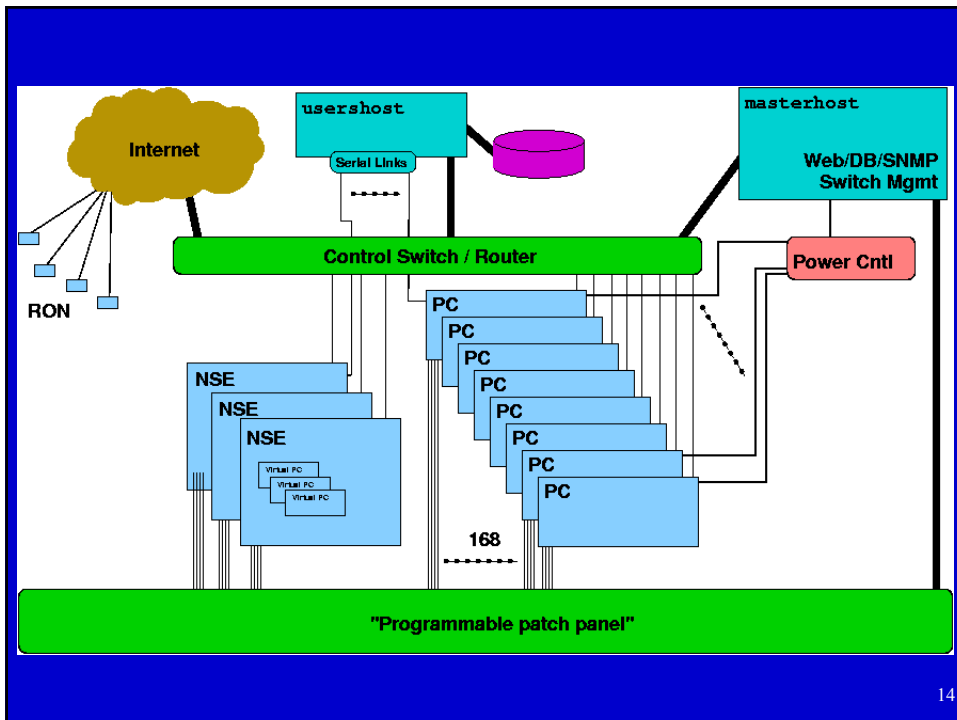 usershost
masterhost
Internet
Serial Links
Web/DB/SNMP
Switch Mgmt
Control Switch / Router
Power Cntl
RON
PC
PC
PC
PC
PC
PC
PC
PC
NSE
NSE
NSE
Virtual PC
Virtual PC
Virtual PC
168
"Programmable patch panel"
14